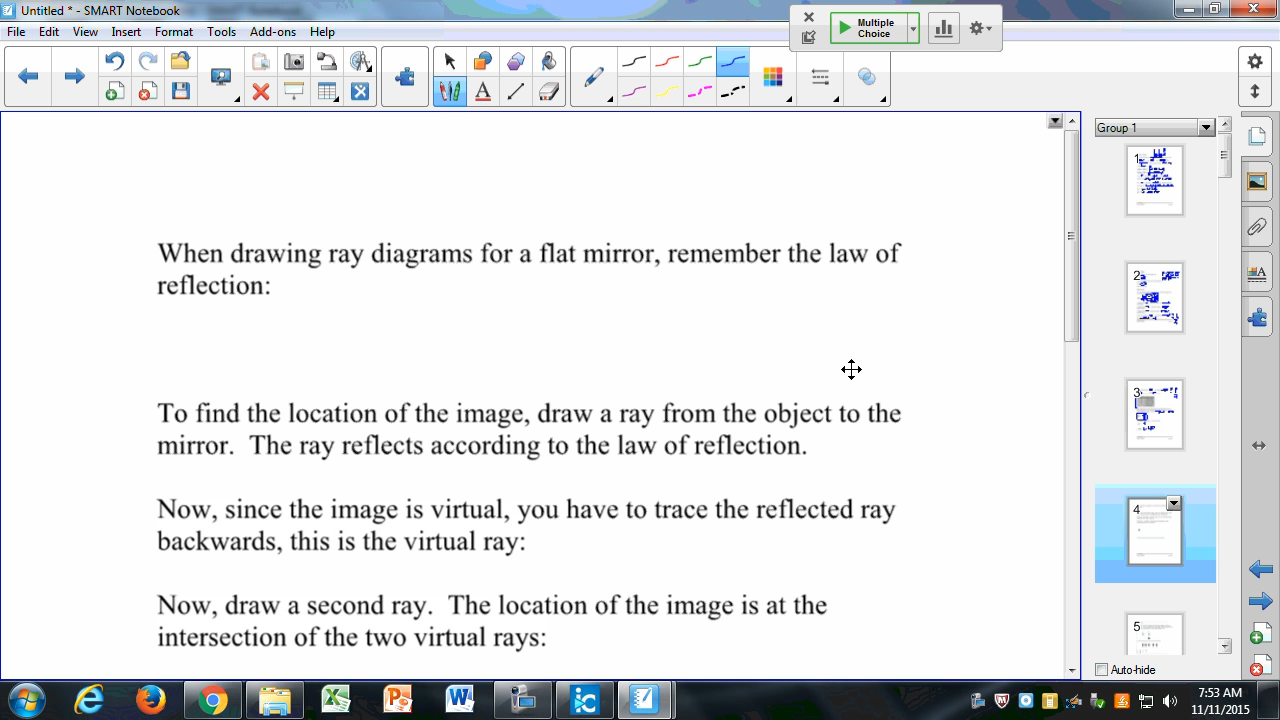 Untitled * - SMART Notebook
File Edit View Insert Format Tools Add-ons Help
Multiple
Choice
When drawing ray diagrams for a flat mirror, remember the law of
reflection:
To find the location of the image, draw a ray from the object to the
mirror. The ray reflects according to the law of reflection.
Now, since the image is virtual, you have to trace the reflected ray
backwards, this is the virtual ray:
Now, draw a second ray. The location of the image is at the
intersection of the two virtual rays:
Group 1
1
2
3
4
5
Auto-hide
7:53 AM
11/11/2015